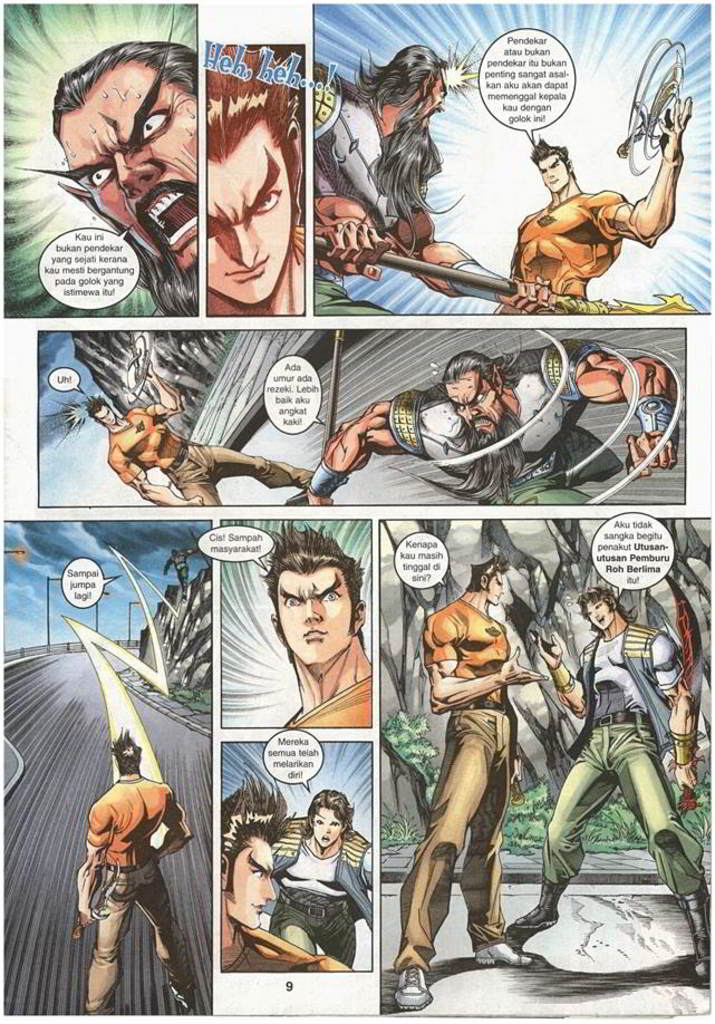 Kau ini
bukan pendekar
yang sejati kerana
kau mesti bergantung
pada golok yang
istimewa itu!
Heh, heh...!
Pendekar
atau bukan
pendekar itu bukan
penting sangat asal-
kan aku akan dapat
memenggal kepala
kau dengan
golok ini!
Uh!
Ada
umur ada
rezeki. Lebih
baik aku
angkat
kaki!
Sampai
jumpa
lagi!
Cis! Sampah
masyarakat!
Mereka
semua telah
melarikan
diri!
Kenapa
kau masih
tinggal di
sini?
Aku tidak
sangka begitu
penakut Utusan-
utusan Pemburu
Roh Berlima
itu!
9